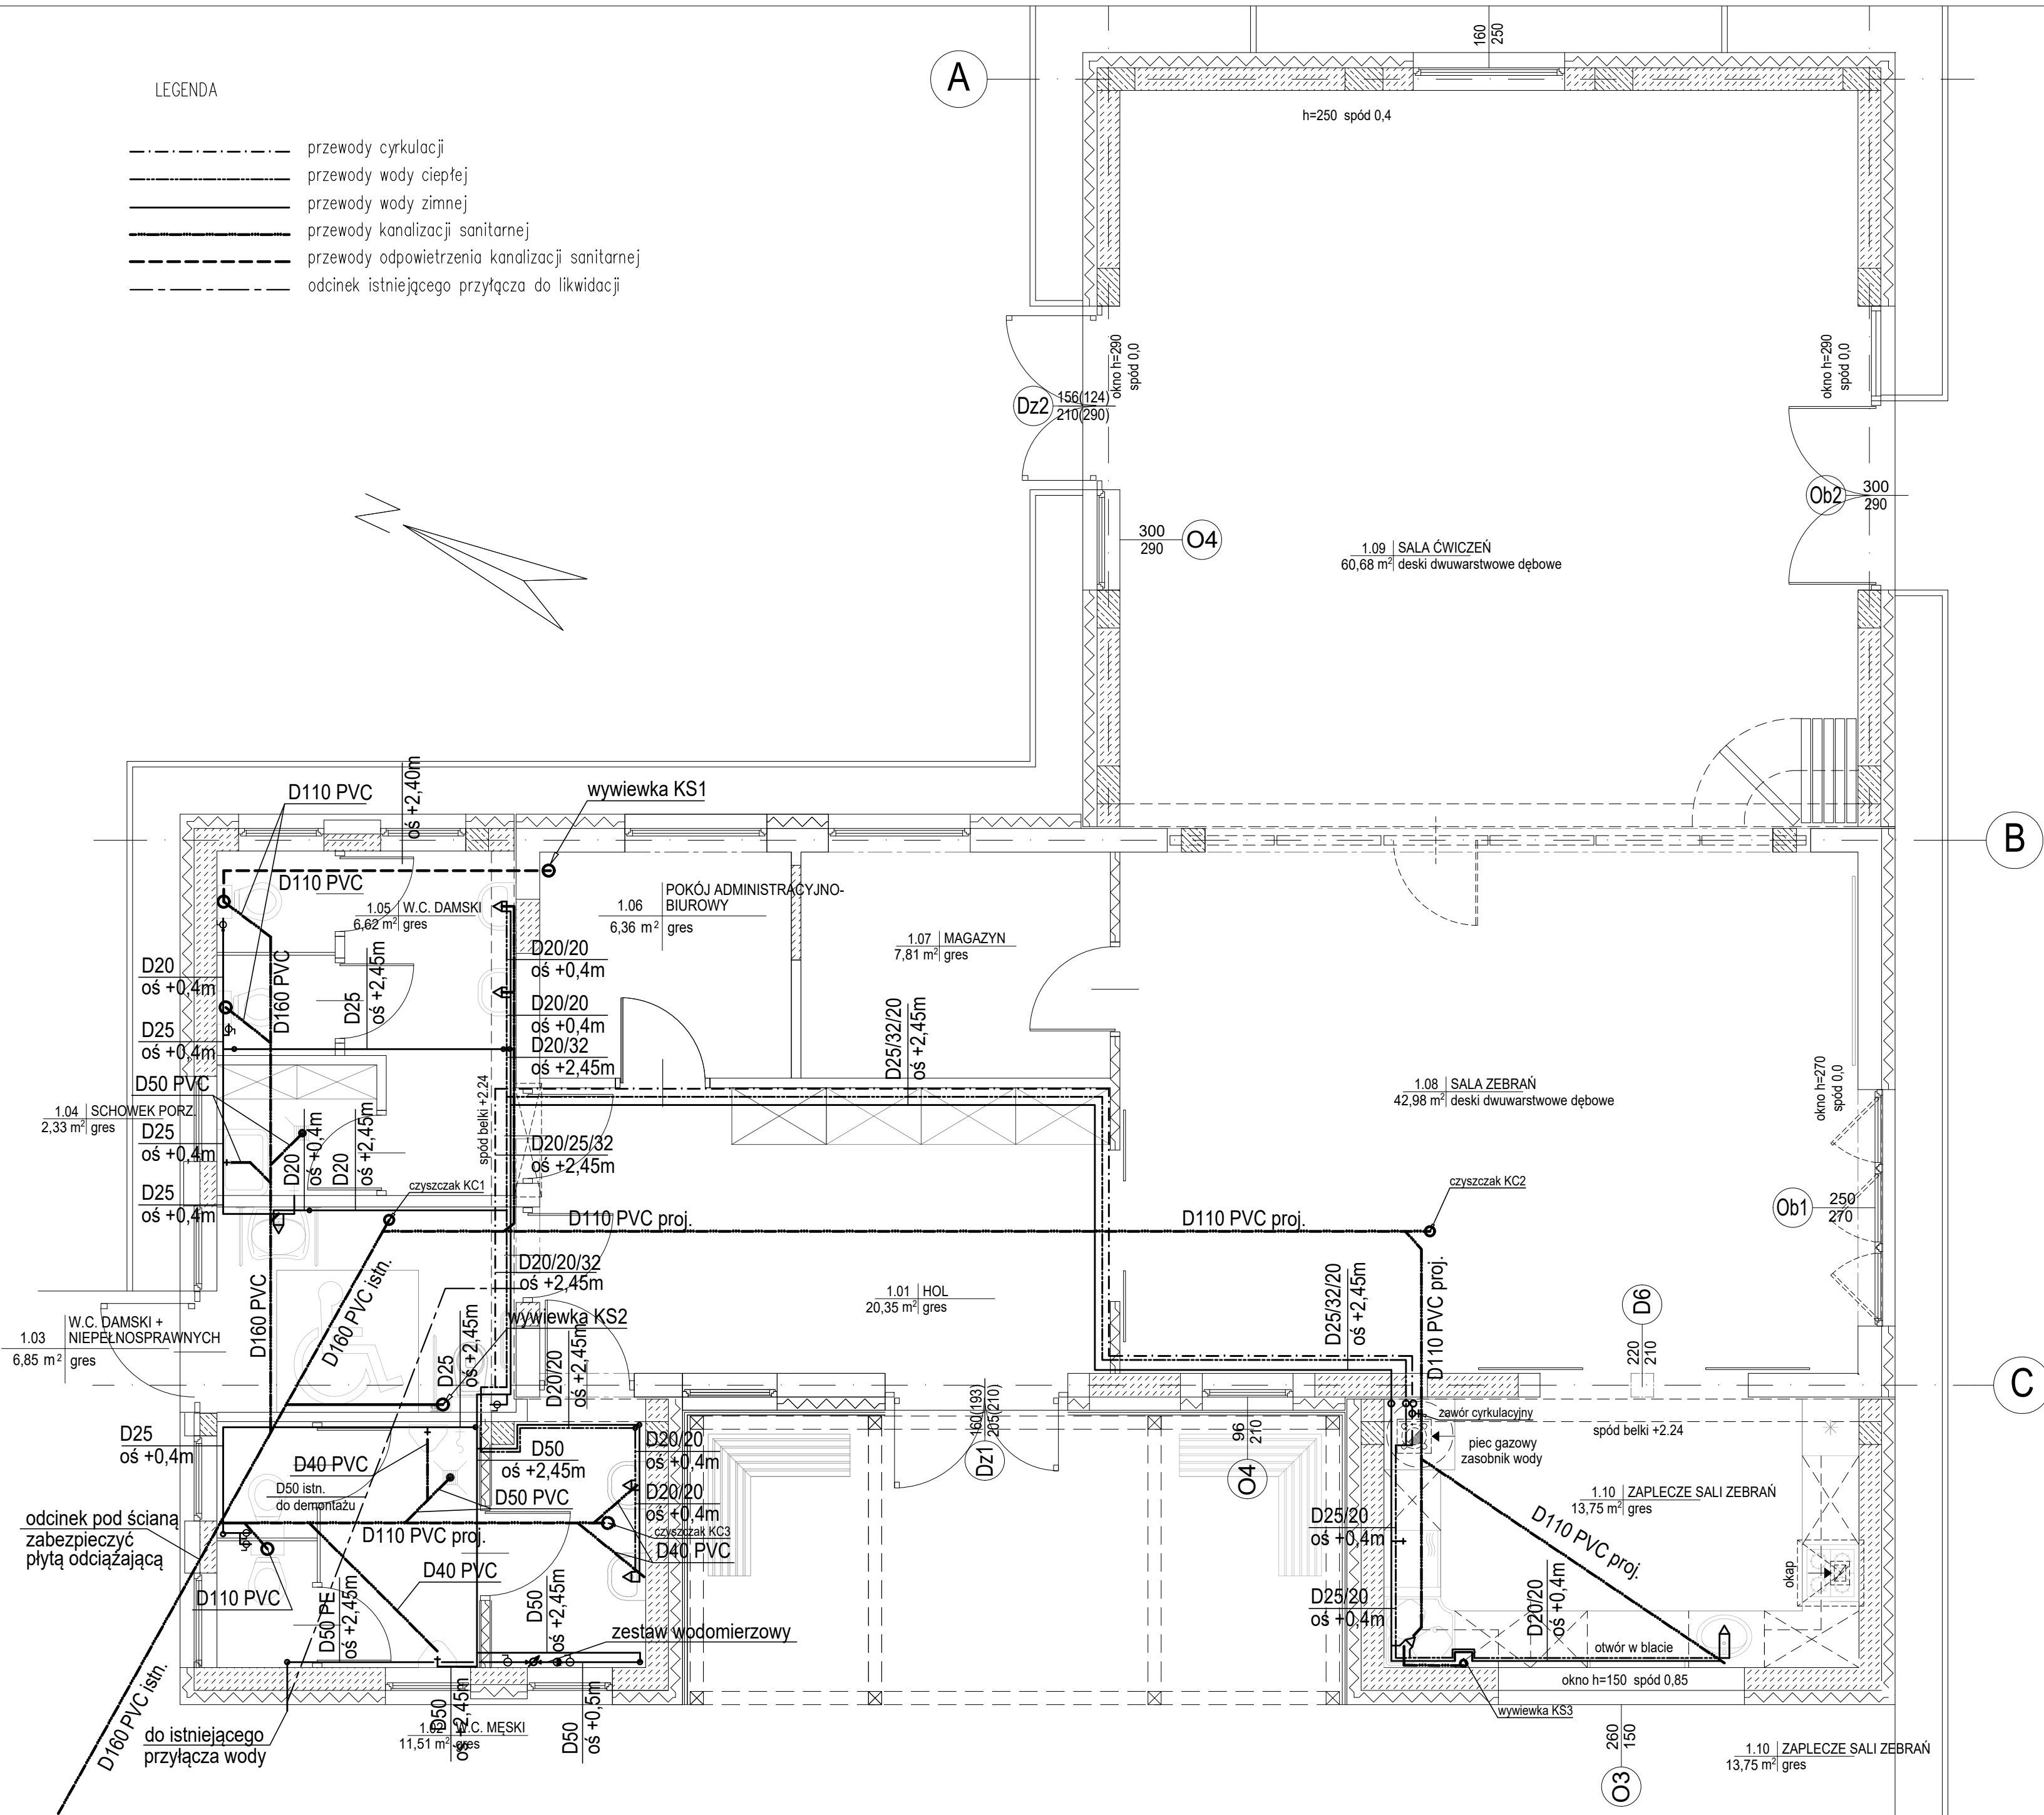 LEGENDA
przewody cyrkulacji
przewody wody ciepłej
przewody wody zimnej
przewody kanalizacji sanitarnej
przewody odpowietrzenia kanalizacji sanitarnej
odcinek istniejącego przyłącza do likwidacji
A
160
250
h=250 spód 0,4
okno h=290
spód 0,0
okno h=290
spód 0,0
Dz2
156(124)
210(290)
Ob2
300
290
300
290
O4
1.09 SALA ĆWICZEŃ
60,68 m² deski dwuwarstwowe dębowe
N
D110 PVC
oś +2,40m
wywiewka KS1
B
D110 PVC
1.05 W.C. DAMSKI
6,62 m² gres
1.06
POKÓJ ADMINISTRACYJNO-
BIUROWY
6,36 m² gres
1.07 MAGAZYN
7,81 m² gres
D20
oś +0,4m
D160 PVC
D25
oś +2,45m
D20/20
oś +0,4m
D20/20
oś +0,4m
D20/32
oś +2,45m
D25/32/20
oś +2,45m
D25
oś +0,4m
D50 PVC
1.04 SCHOWEK PORZ.
2,33 m² gres
D25
oś +0,4m
D20
oś +0,4m
D20
oś +2,45m
spód belki +2.24
D20/25/32
oś +2,45m
1.08 SALA ZEBRAŃ
42,98 m² deski dwuwarstwowe dębowe
okno h=270
spód 0,0
D25
oś +0,4m
czyszczak KC1
czyszczak KC2
Ob1
250
270
D110 PVC proj.
D110 PVC proj.
D160 PVC
D160 PVC istn.
D20/20/32
oś +2,45m
1.01 HOL
20,35 m² gres
D25/32/20
oś +2,45m
D110 PVC proj.
D6
220
210
1.03
W.C. DAMSKI +
NIEPEŁNOSPRAWNYCH
6,85 m² gres
D25
oś +2,45m
wywiewka KS2
D20/20
oś +2,45m
C
160(193)
205(210)
Dz1
96
210
O4
zawór cyrkulacyjny
piec gazowy
zasobnik wody
spód belki +2.24
D25
oś +0,4m
D40 PVC
D50 istn.
do demontażu
D50
oś +2,45m
D50 PVC
D20/20
oś +0,4m
D20/20
oś +0,4m
czyszczak KC3
D40 PVC
1.10 ZAPLECZE SALI ZEBRAŃ
13,75 m² gres
odcinek pod ścianą
zabezpieczyć
płytą odciążającą
D110 PVC proj.
D40 PVC
D110 PVC
D50 PE
oś +2,45m
D50
oś +2,45m
zestaw wodomierzowy
D25/20
oś +0,4m
D25/20
oś +0,4m
D110 PVC proj.
D20/20
oś +0,4m
okap
otwór w blacie
okno h=150 spód 0,85
wywiewka KS3
D160 PVC istn.
do istniejącego
przyłącza wody
D50
oś +2,45m
1.02 W.C. MĘSKI
11,51 m² gres
D50
oś +0,5m
260
150
O3
1.10 ZAPLECZE SALI ZEBRAŃ
13,75 m² gres